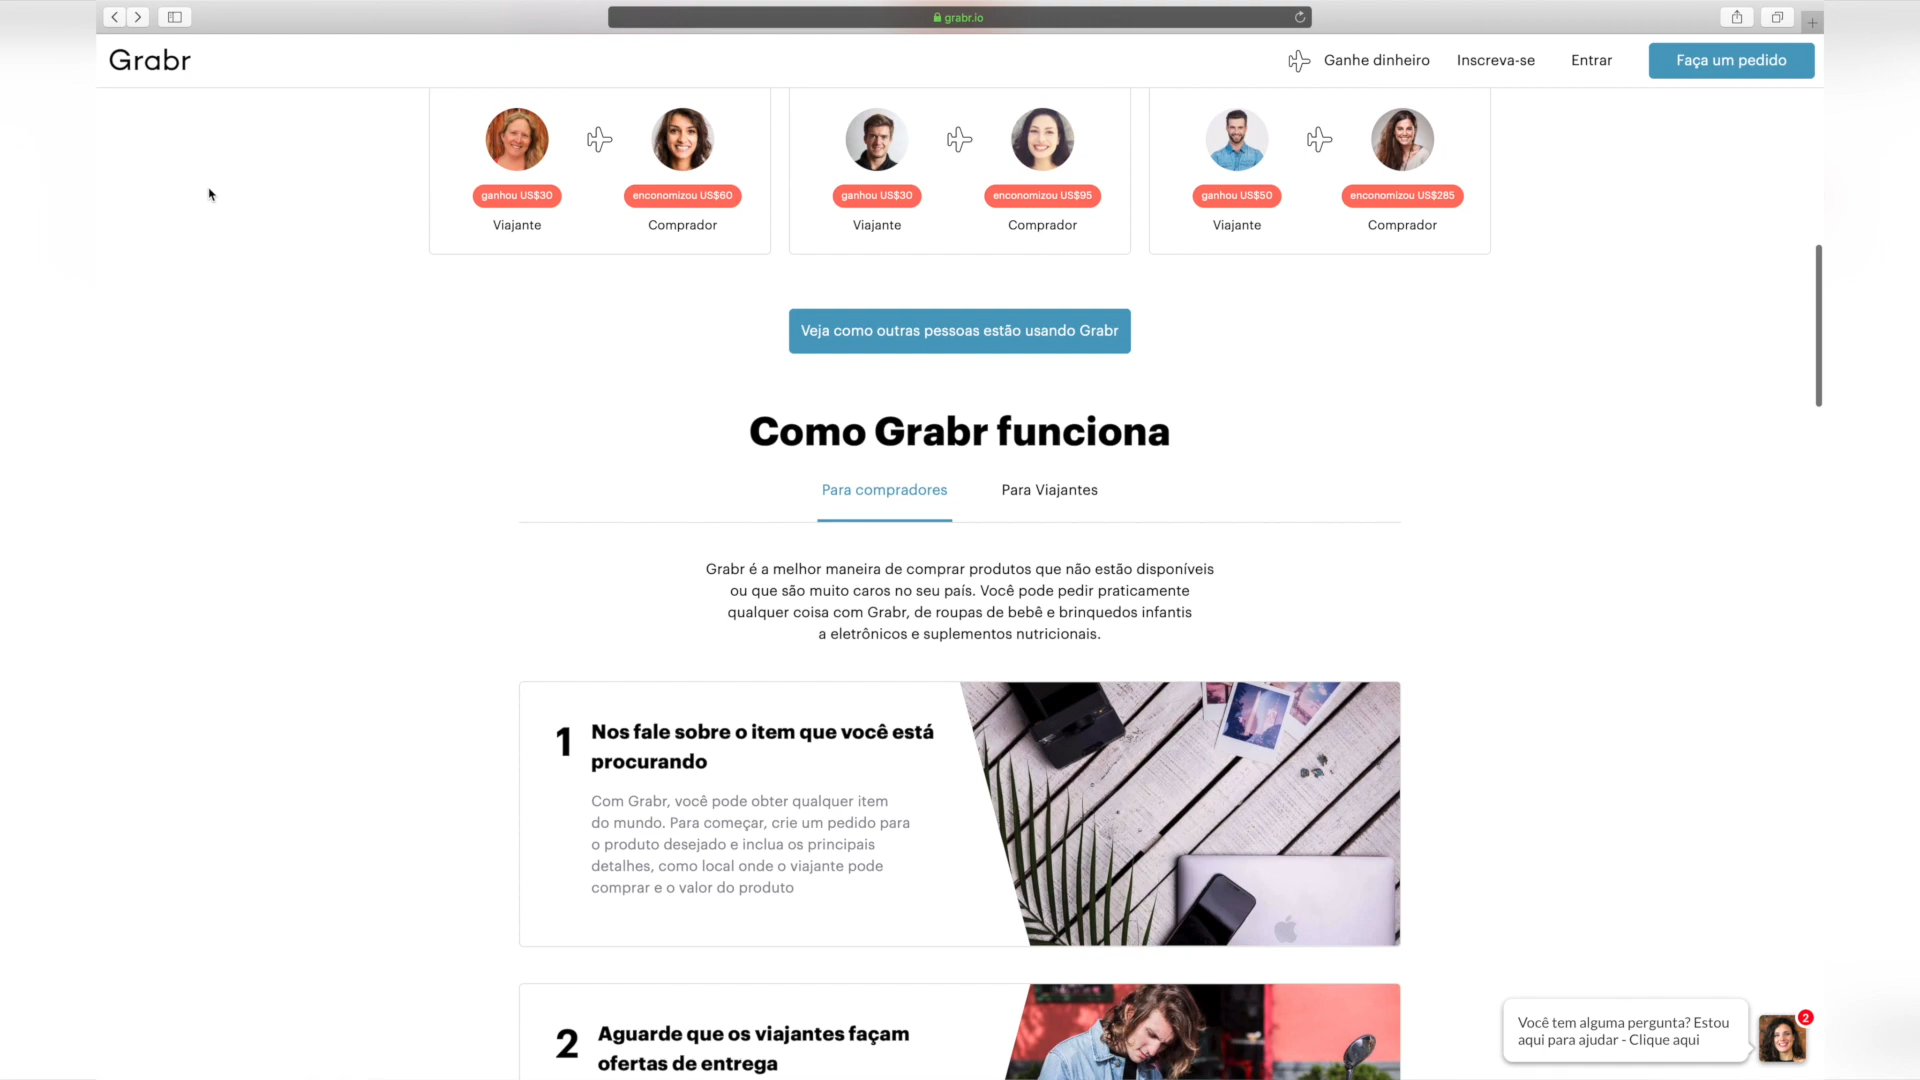 grabr.io
Grabr
Ganhe dinheiro
Inscreva-se
Entrar
Faça um pedido
ganhou US$30
enconomizou US$60
ganhou US$30
enconomizou US$95
ganhou US$50
enconomizou US$285
Viajante
Comprador
Viajante
Comprador
Viajante
Comprador
Veja como outras pessoas estão usando Grabr
Como Grabr funciona
Para compradores
Para Viajantes
Grabr é a melhor maneira de comprar produtos que não estão disponíveis
ou que são muito caros no seu país. Você pode pedir praticamente
qualquer coisa com Grabr, de roupas de bebê e brinquedos infantis
a eletrônicos e suplementos nutricionais.
1
Nos fale sobre o item que você está
procurando
Com Grabr, você pode obter qualquer item
do mundo. Para começar, crie um pedido para
o produto desejado e inclua os principais
detalhes, como local onde o viajante pode
comprar e o valor do produto
2
Aguarde que os viajantes façam
ofertas de entrega
Você tem alguma pergunta? Estou
aqui para ajudar - Clique aqui
2